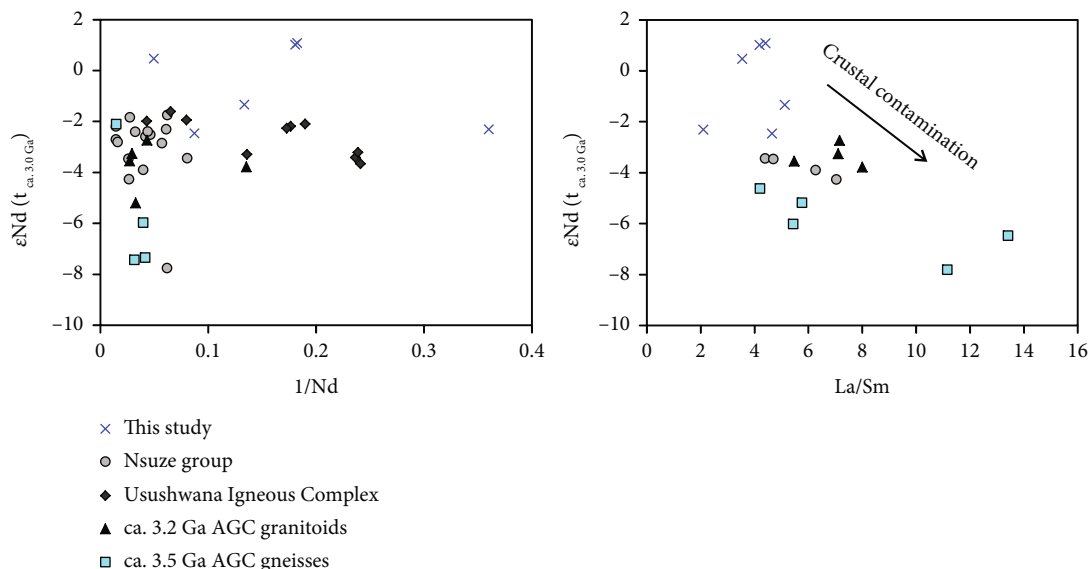 2
0
−2
−4
−6
−8
−10
εNd (t ca. 3.0 Ga)
0
0.1
0.2
0.3
0.4
1/Nd
2
0
−2
−4
−6
−8
−10
εNd (t ca. 3.0 Ga)
Crustal contamination
0
2
4
6
8
10
12
14
16
La/Sm
This study
Nsuze group
Usushwana Igneous Complex
ca. 3.2 Ga AGC granitoids
ca. 3.5 Ga AGC gneisses